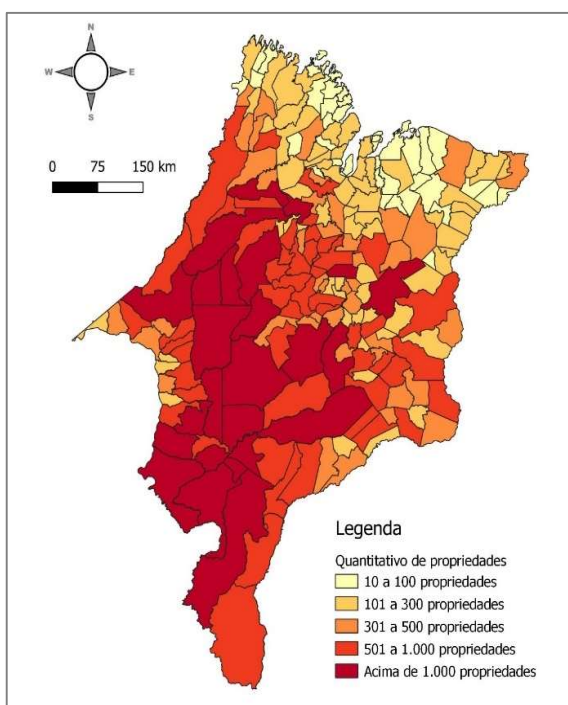 N
W E
S
0 75 150 km
Legenda
Quantitativo de propriedades
10 a 100 propriedades
101 a 300 propriedades
301 a 500 propriedades
501 a 1.000 propriedades
Acima de 1.000 propriedades